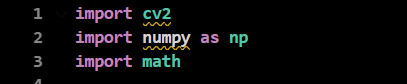 1 import cv2
2 import numpy as np
3 import math